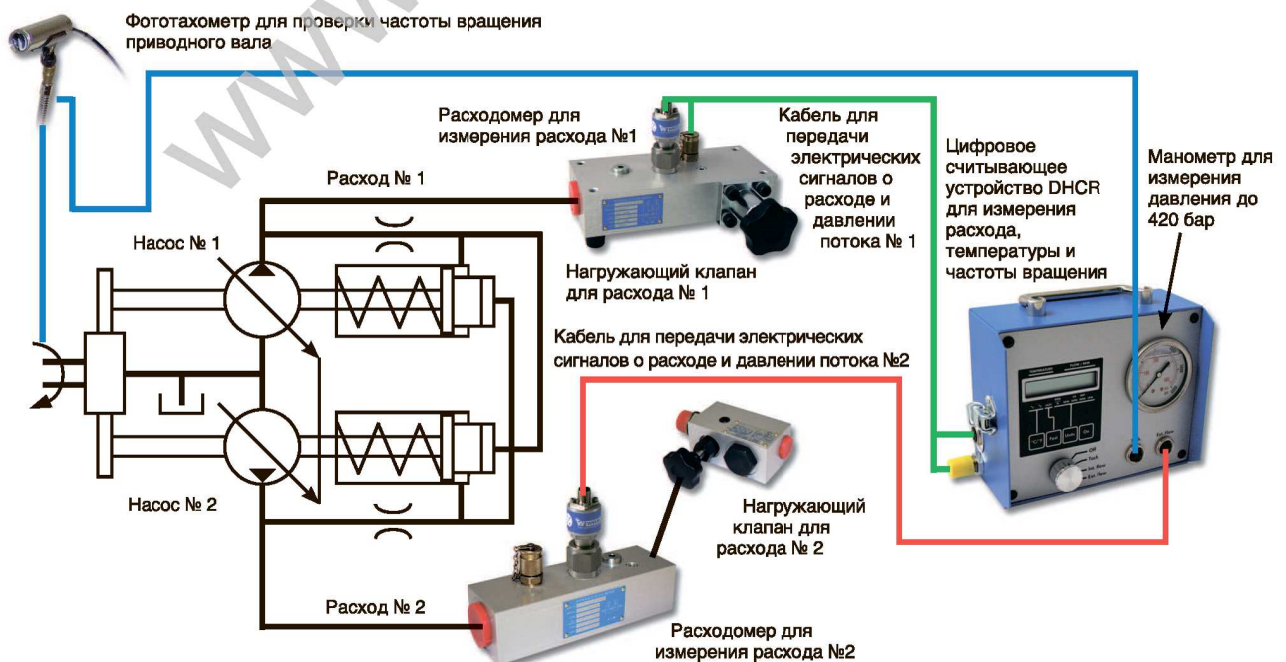 Фототахометр для проверки частоты вращения
приводного вала
www
Расходомер для
измерения расхода №1
Кабель для
передачи
электрических
сигналов о
расходе и
давлении
потока № 1
Цифровое
считывающее
устройство DHCR
для измерения
расхода,
температуры и
частоты вращения
Манометр для
измерения
давления до
420 бар
Расход № 1
Насос № 1
Нагружающий клапан
для расхода № 1
Кабель для передачи электрических
сигналов о расходе и давлении потока №2
Насос № 2
Нагружающий
клапан для
расхода № 2
Расход № 2
Расходомер для
измерения расхода №2